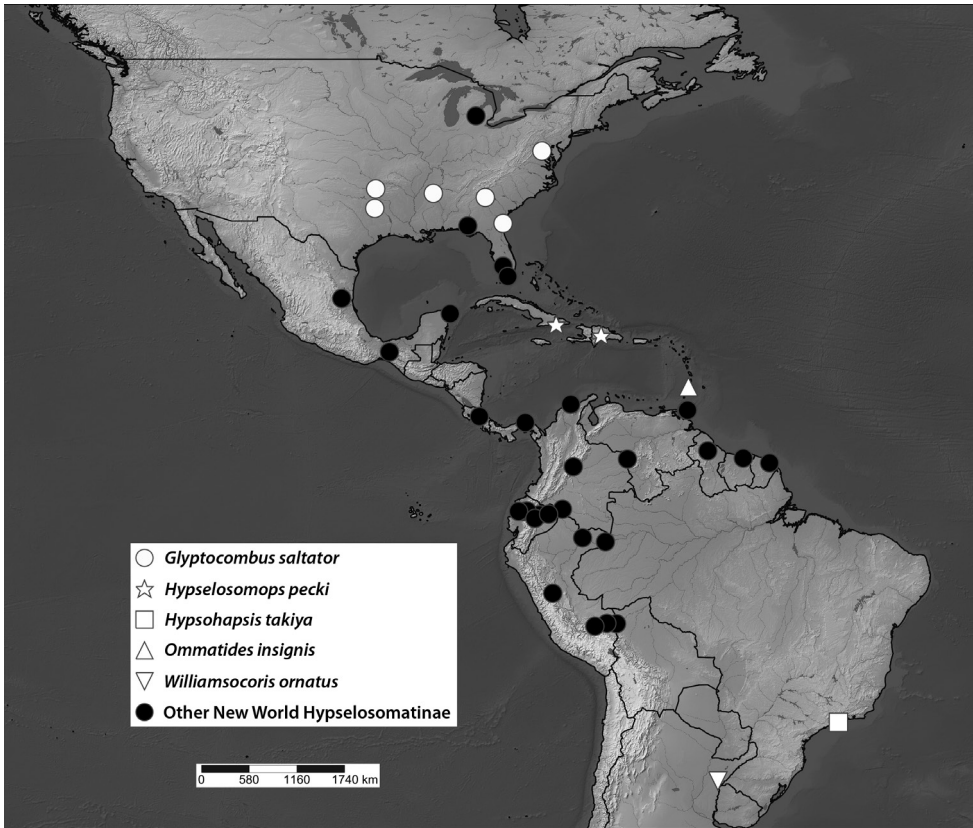 Glyptocombus saltator
Hypselosomops pecki
Hypsohapsis takiya
Ommatides insignis
Williamsocoris ornatus
Other New World Hypselosomatinae
0 580 1160 1740 km